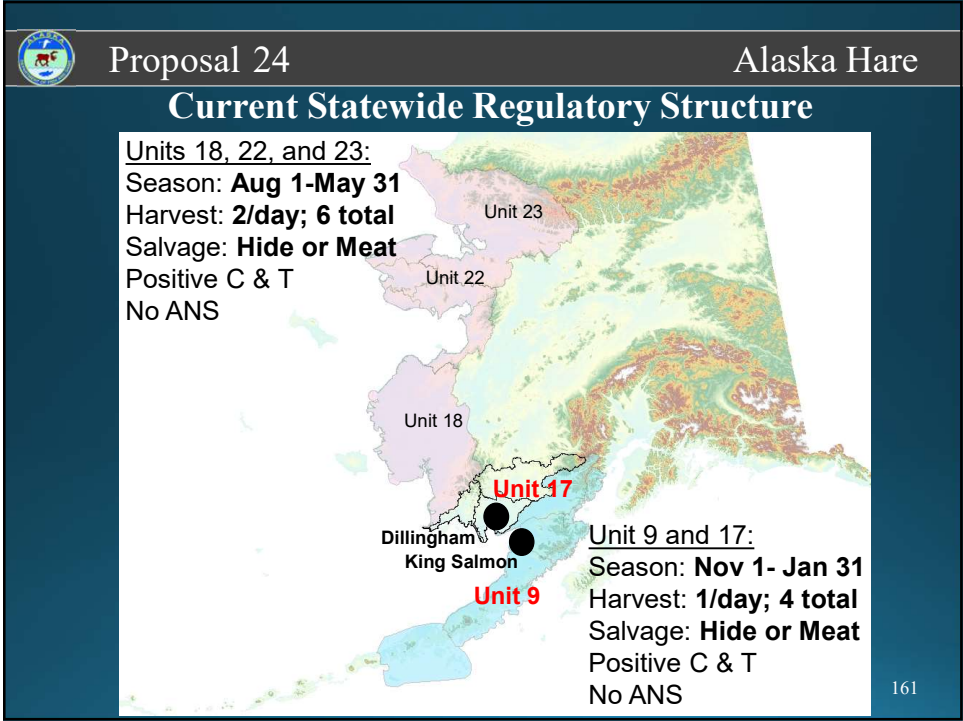 Proposal 24
Alaska Hare
Current Statewide Regulatory Structure
Units 18, 22, and 23:
Season: Aug 1-May 31
Harvest: 2/day; 6 total
Salvage: Hide or Meat
Positive C & T
No ANS
Unit 23
Unit 22
Unit 18
Unit 17
Dillingham
King Salmon
Unit 9
Unit 9 and 17:
Season: Nov 1- Jan 31
Harvest: 1/day; 4 total
Salvage: Hide or Meat
Positive C & T
No ANS
161
ALASKA